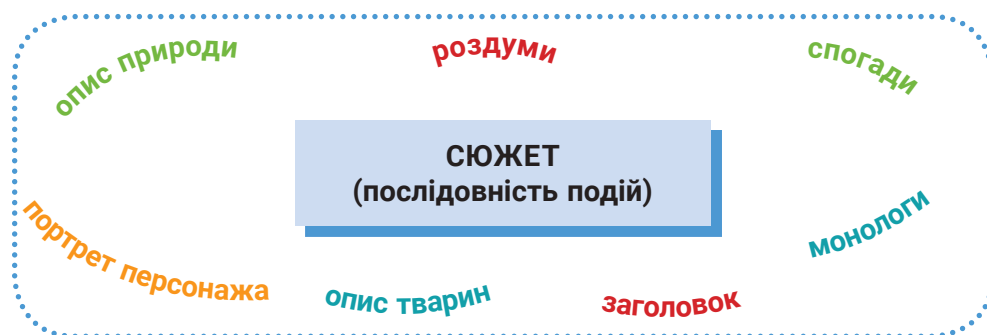 опис природи
роздуми
спогади
СЮЖЕТ
(послідовність подій)
портрет персонажа
монологи
опис тварин
заголовок